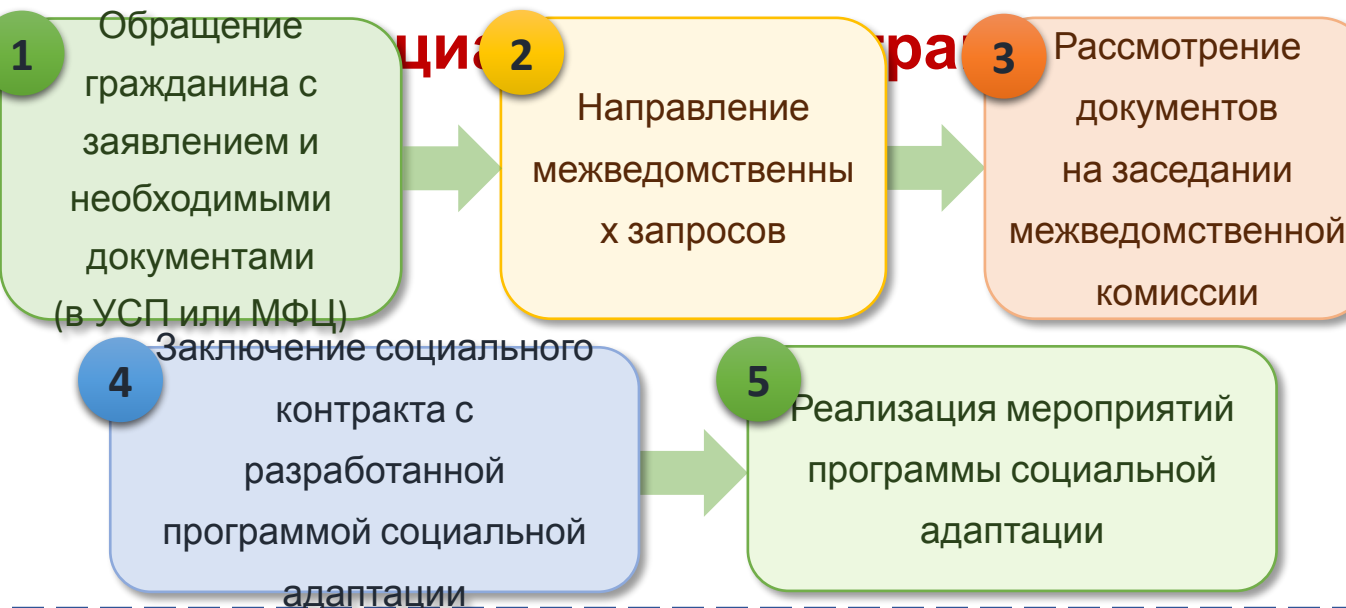 1
Обращение
гражданина с
заявлением и
необходимыми
документами
(в УСП или МФЦ)
2
Направление
межведомственны
х запросов
3
Рассмотрение
документов
на заседании
межведомственной
комиссии
4
Заключение социального
контракта с
разработанной
программой социальной
адаптации
5
Реализация мероприятий
программы социальной
адаптации